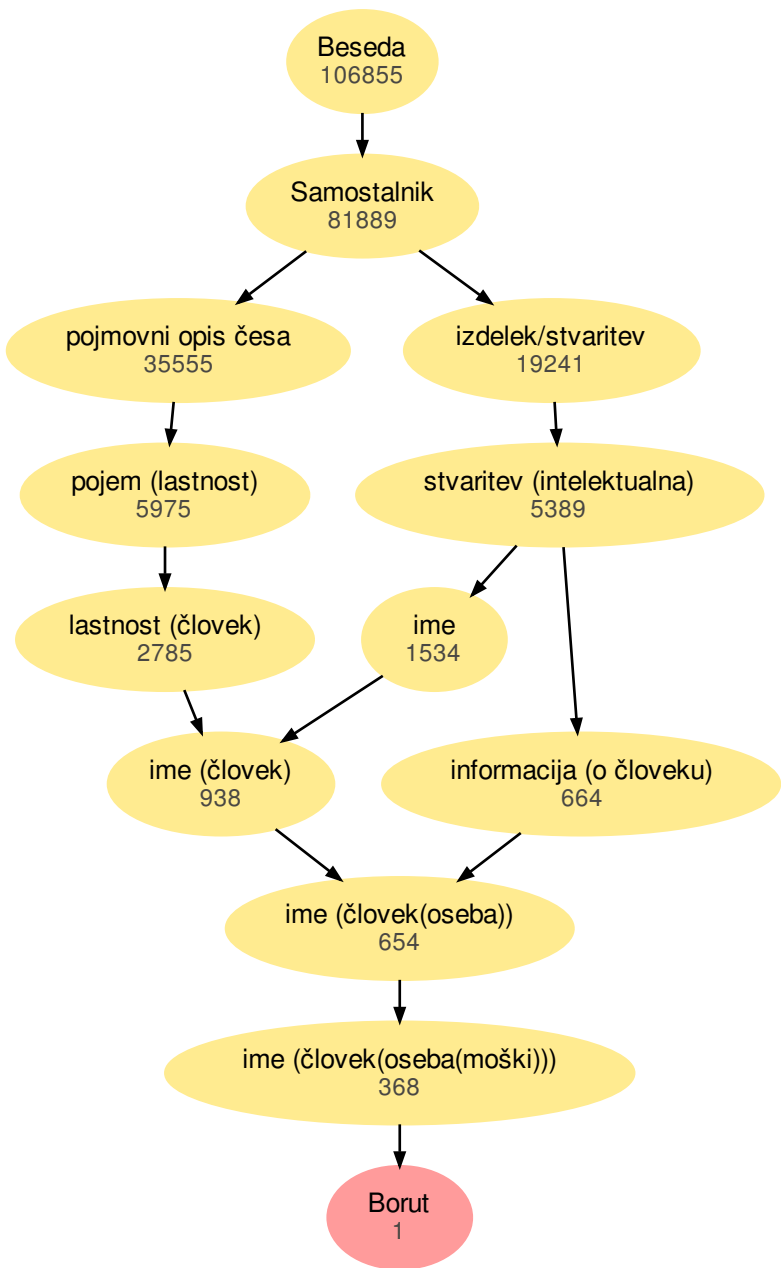 Beseda
106855
Samostalnik
81889
pojmovni opis česa
35555
izdelek/stvaritev
19241
pojem (lastnost)
5975
stvaritev (intelektualna)
5389
lastnost (človek)
2785
ime
1534
ime (človek)
938
informacija (o človeku)
664
ime (človek(oseba))
654
ime (človek(oseba(moški)))
368
Borut
1